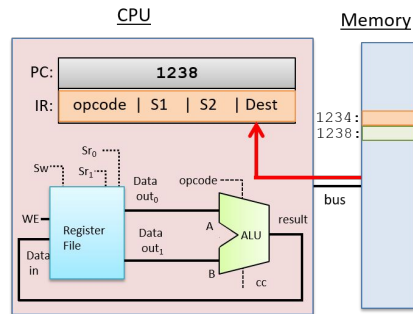 CPU
Memory
PC: 1238
IR: opcode | S1 | S2 | Dest
1234:
1238:
bus
Sr0
Sw
Sr1
Data out0
opcode
WE
Register File
A
ALU
result
Data out1
Data in
B
cc